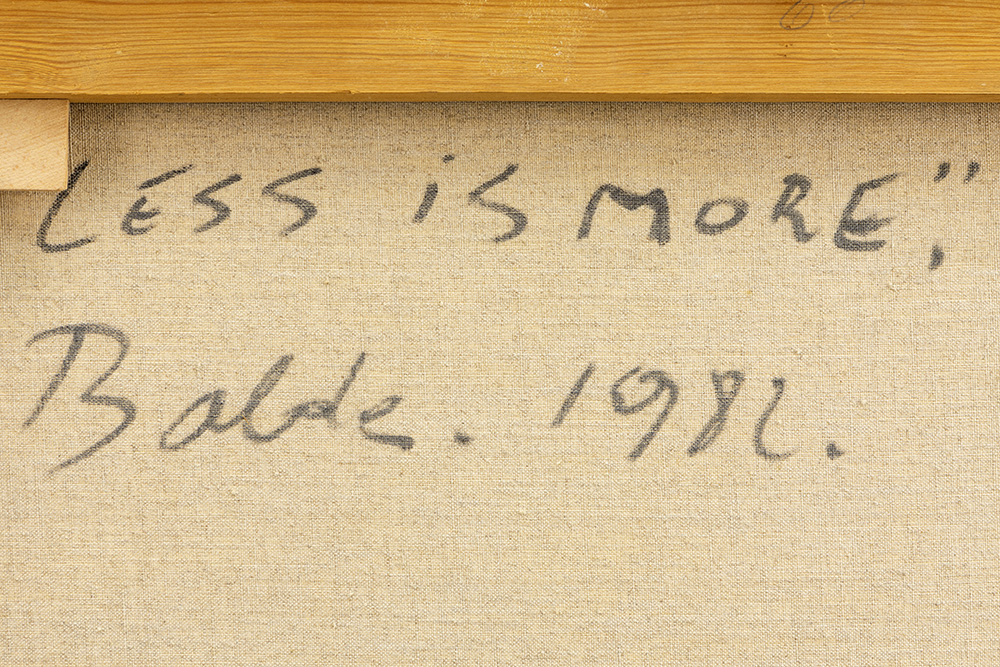 LESS iS MORE,"
Balde. 1982.